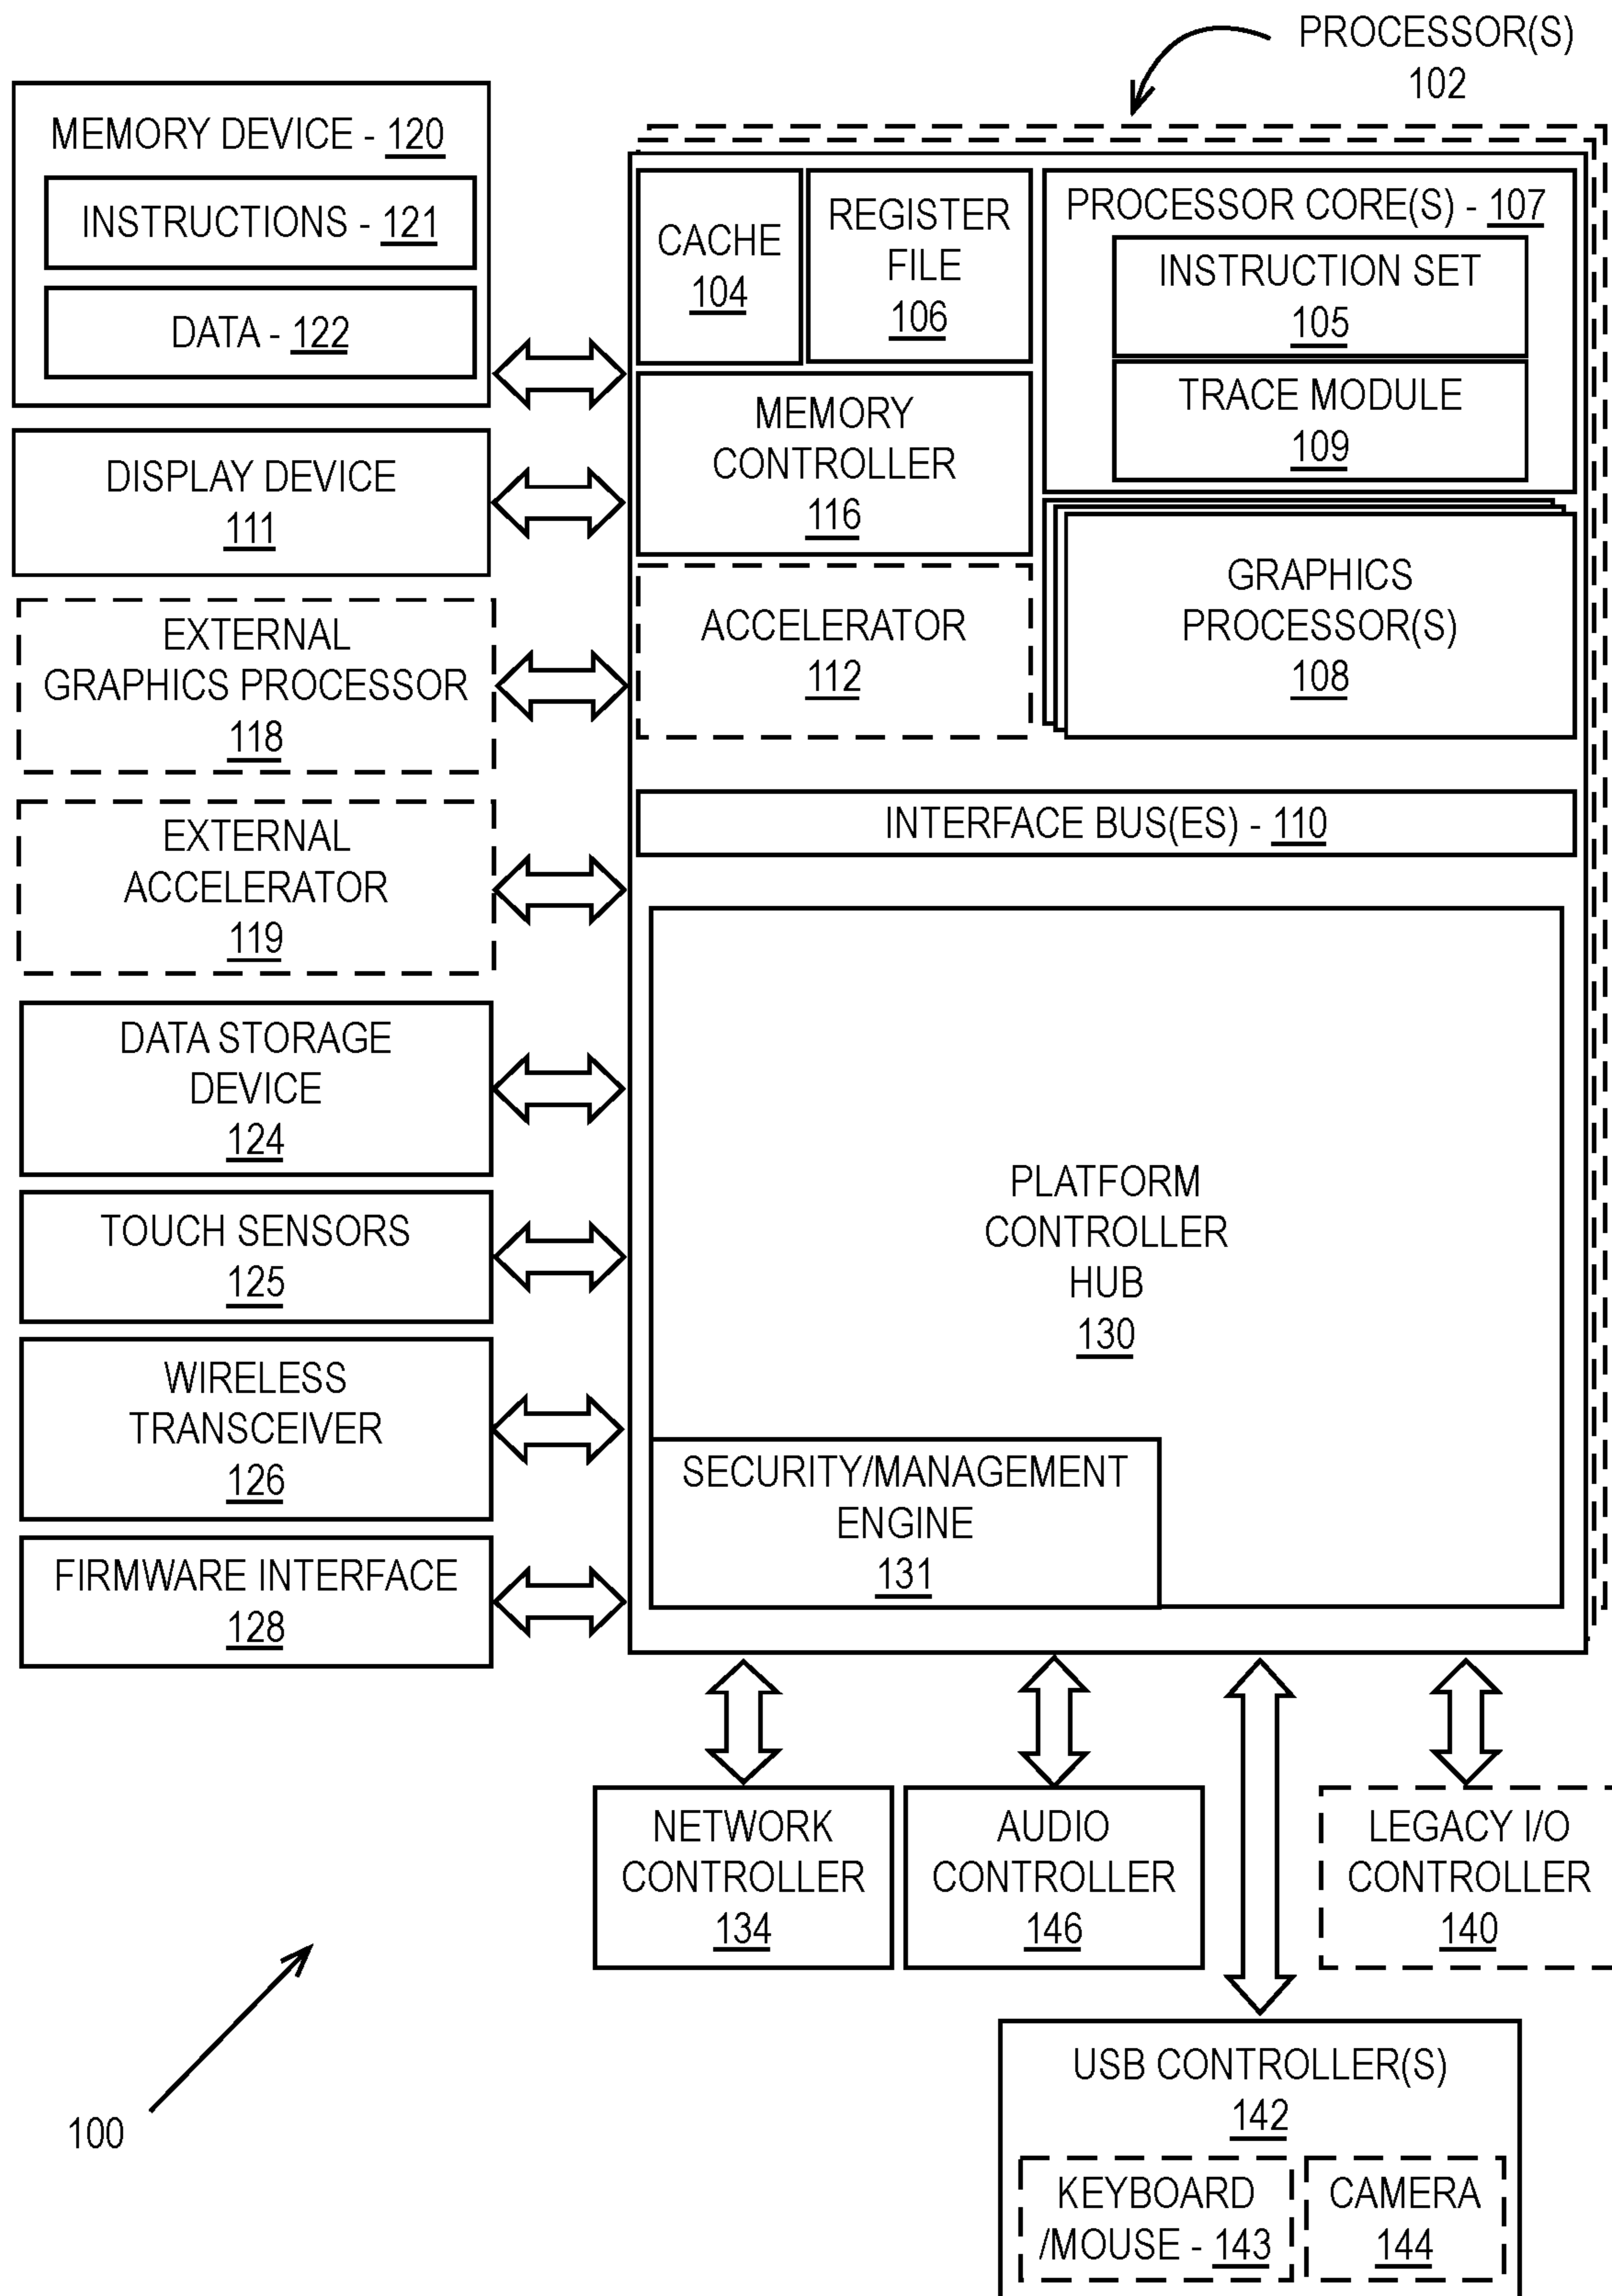 PROCESSOR(S)
102
MEMORY DEVICE - 120
INSTRUCTIONS - 121
DATA - 122
DISPLAY DEVICE
111
EXTERNAL
GRAPHICS PROCESSOR
118
EXTERNAL
ACCELERATOR
119
DATA STORAGE
DEVICE
124
TOUCH SENSORS
125
WIRELESS
TRANSCEIVER
126
FIRMWARE INTERFACE
128
CACHE
104
REGISTER
FILE
106
PROCESSOR CORE(S) - 107
INSTRUCTION SET
105
TRACE MODULE
109
MEMORY
CONTROLLER
116
ACCELERATOR
112
GRAPHICS
PROCESSOR(S)
108
INTERFACE BUS(ES) - 110
PLATFORM
CONTROLLER
HUB
130
SECURITY/MANAGEMENT
ENGINE
131
NETWORK
CONTROLLER
134
AUDIO
CONTROLLER
146
LEGACY I/O
CONTROLLER
140
USB CONTROLLER(S)
142
KEYBOARD
/MOUSE - 143
CAMERA
144
100